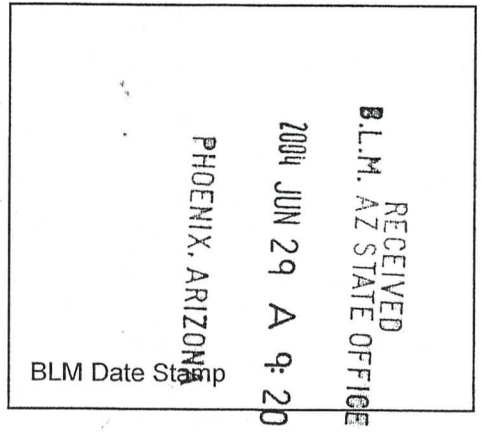 RECEIVED
B.L.M. AZ STATE OFFICE
2004 JUN 29 A 9:20
PHOENIX, ARIZONA
BLM Date Stamp